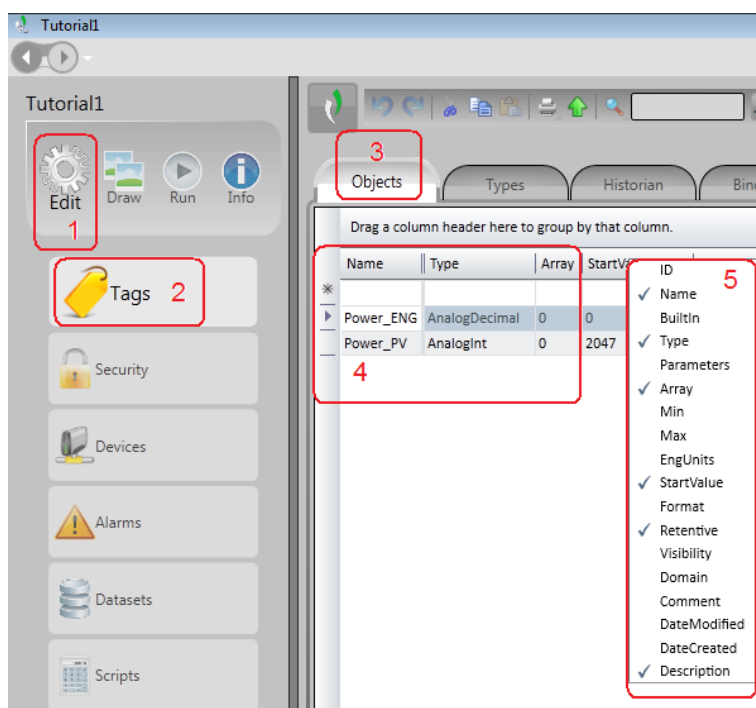 Tutorial1
Tutorial1
Edit
Draw
Run
Info
1
Tags 2
Security
Devices
Alarms
Datasets
Scripts
3
Objects
Types
Historian
Drag a column header here to group by that column.
Name Type Array
Power_ENG AnalogDecimal 0 0
Power_PV AnalogInt 0 2047
4
5
ID
Name
BuiltIn
Type
Parameters
Array
Min
Max
EngUnits
StartValue
Format
Retentive
Visibility
Domain
Comment
DateModified
DateCreated
Description